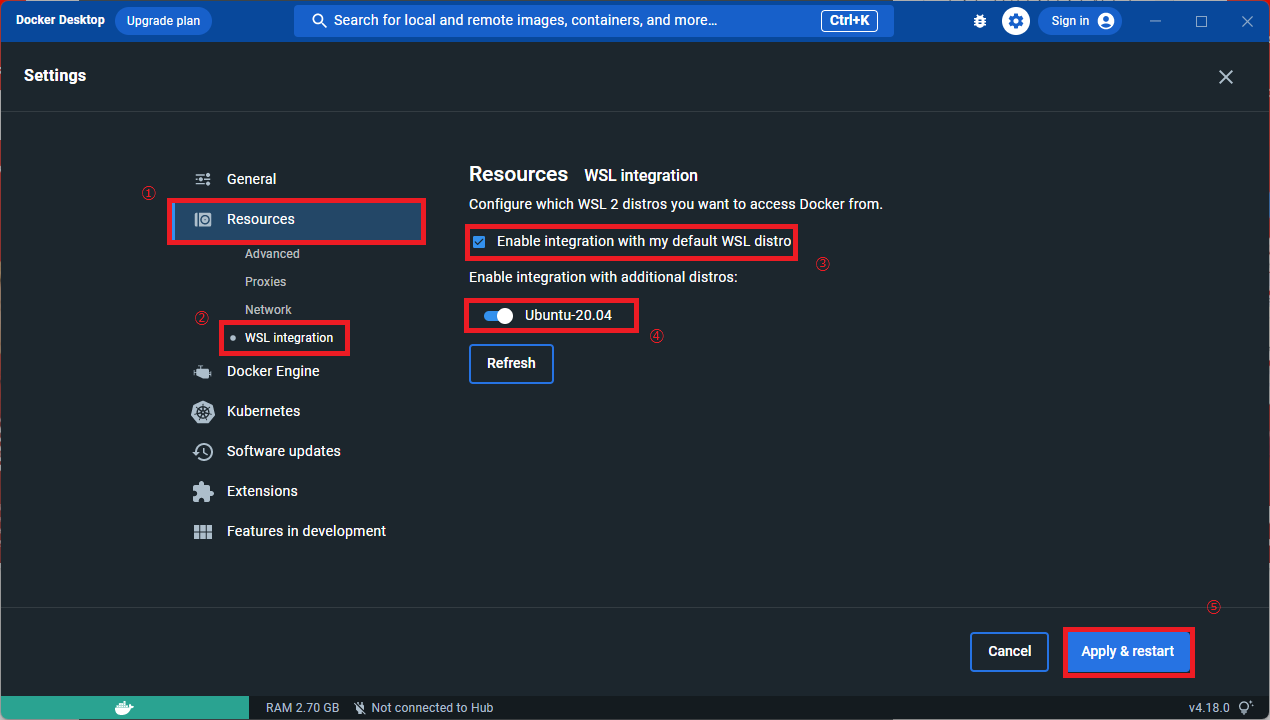 Docker Desktop Upgrade plan Search for local and remote images, containers, and more... Ctrl+K Sign in
Settings
General
①
Resources
Advanced
Proxies
Network
②
WSL integration
Docker Engine
Kubernetes
Software updates
Extensions
Features in development
Resources WSL integration
Configure which WSL 2 distros you want to access Docker from.
Enable integration with my default WSL distro
③
Enable integration with additional distros:
Ubuntu-20.04
④
Refresh
⑤
Cancel Apply & restart
RAM 2.70 GB Not connected to Hub v4.18.0